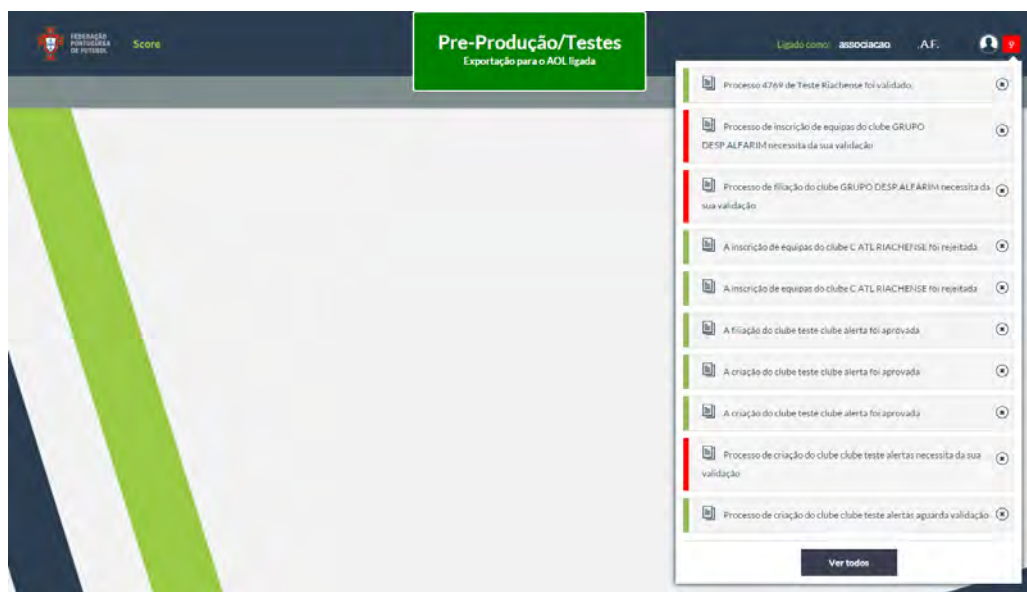 FEDERAÇÃO
PORTUGUESA
DE FUTEBOL
Score
Pre-Produção/Testes
Exportação para o AOL ligada
Ligado como: associacao .A.F. 9
Processo 4769 de Teste Riachense foi validado.
Processo de inscrição de equipas do clube GRUPO
DESP.ALFARIM necessita da sua validação
Processo de filiação do clube GRUPO DESP.ALFARIM necessita da
sua validação
A inscrição de equipas do clube C ATL RIACHENSE foi rejeitada
A inscrição de equipas do clube C ATL RIACHENSE foi rejeitada
A filiação do clube teste clube alerta foi aprovada
A criação do clube teste clube alerta foi aprovada
A criação do clube teste clube alerta foi aprovada
Processo de criação do clube clube teste alertas necessita da sua
validação
Processo de criação do clube clube teste alertas aguarda validação
Ver todos